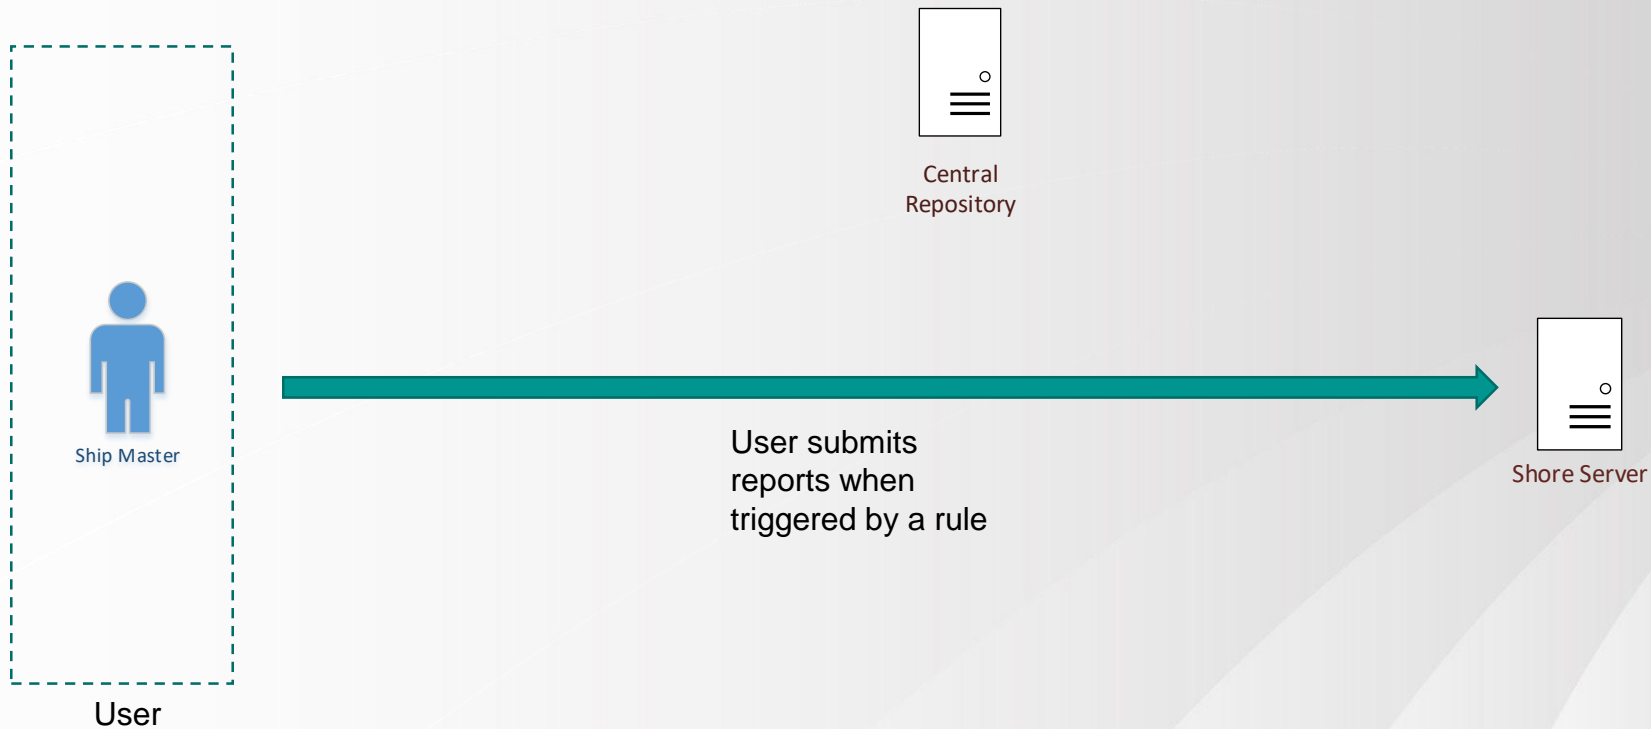 Central
Repository
Ship Master
User submits
reports when
triggered by a rule
Shore Server
User